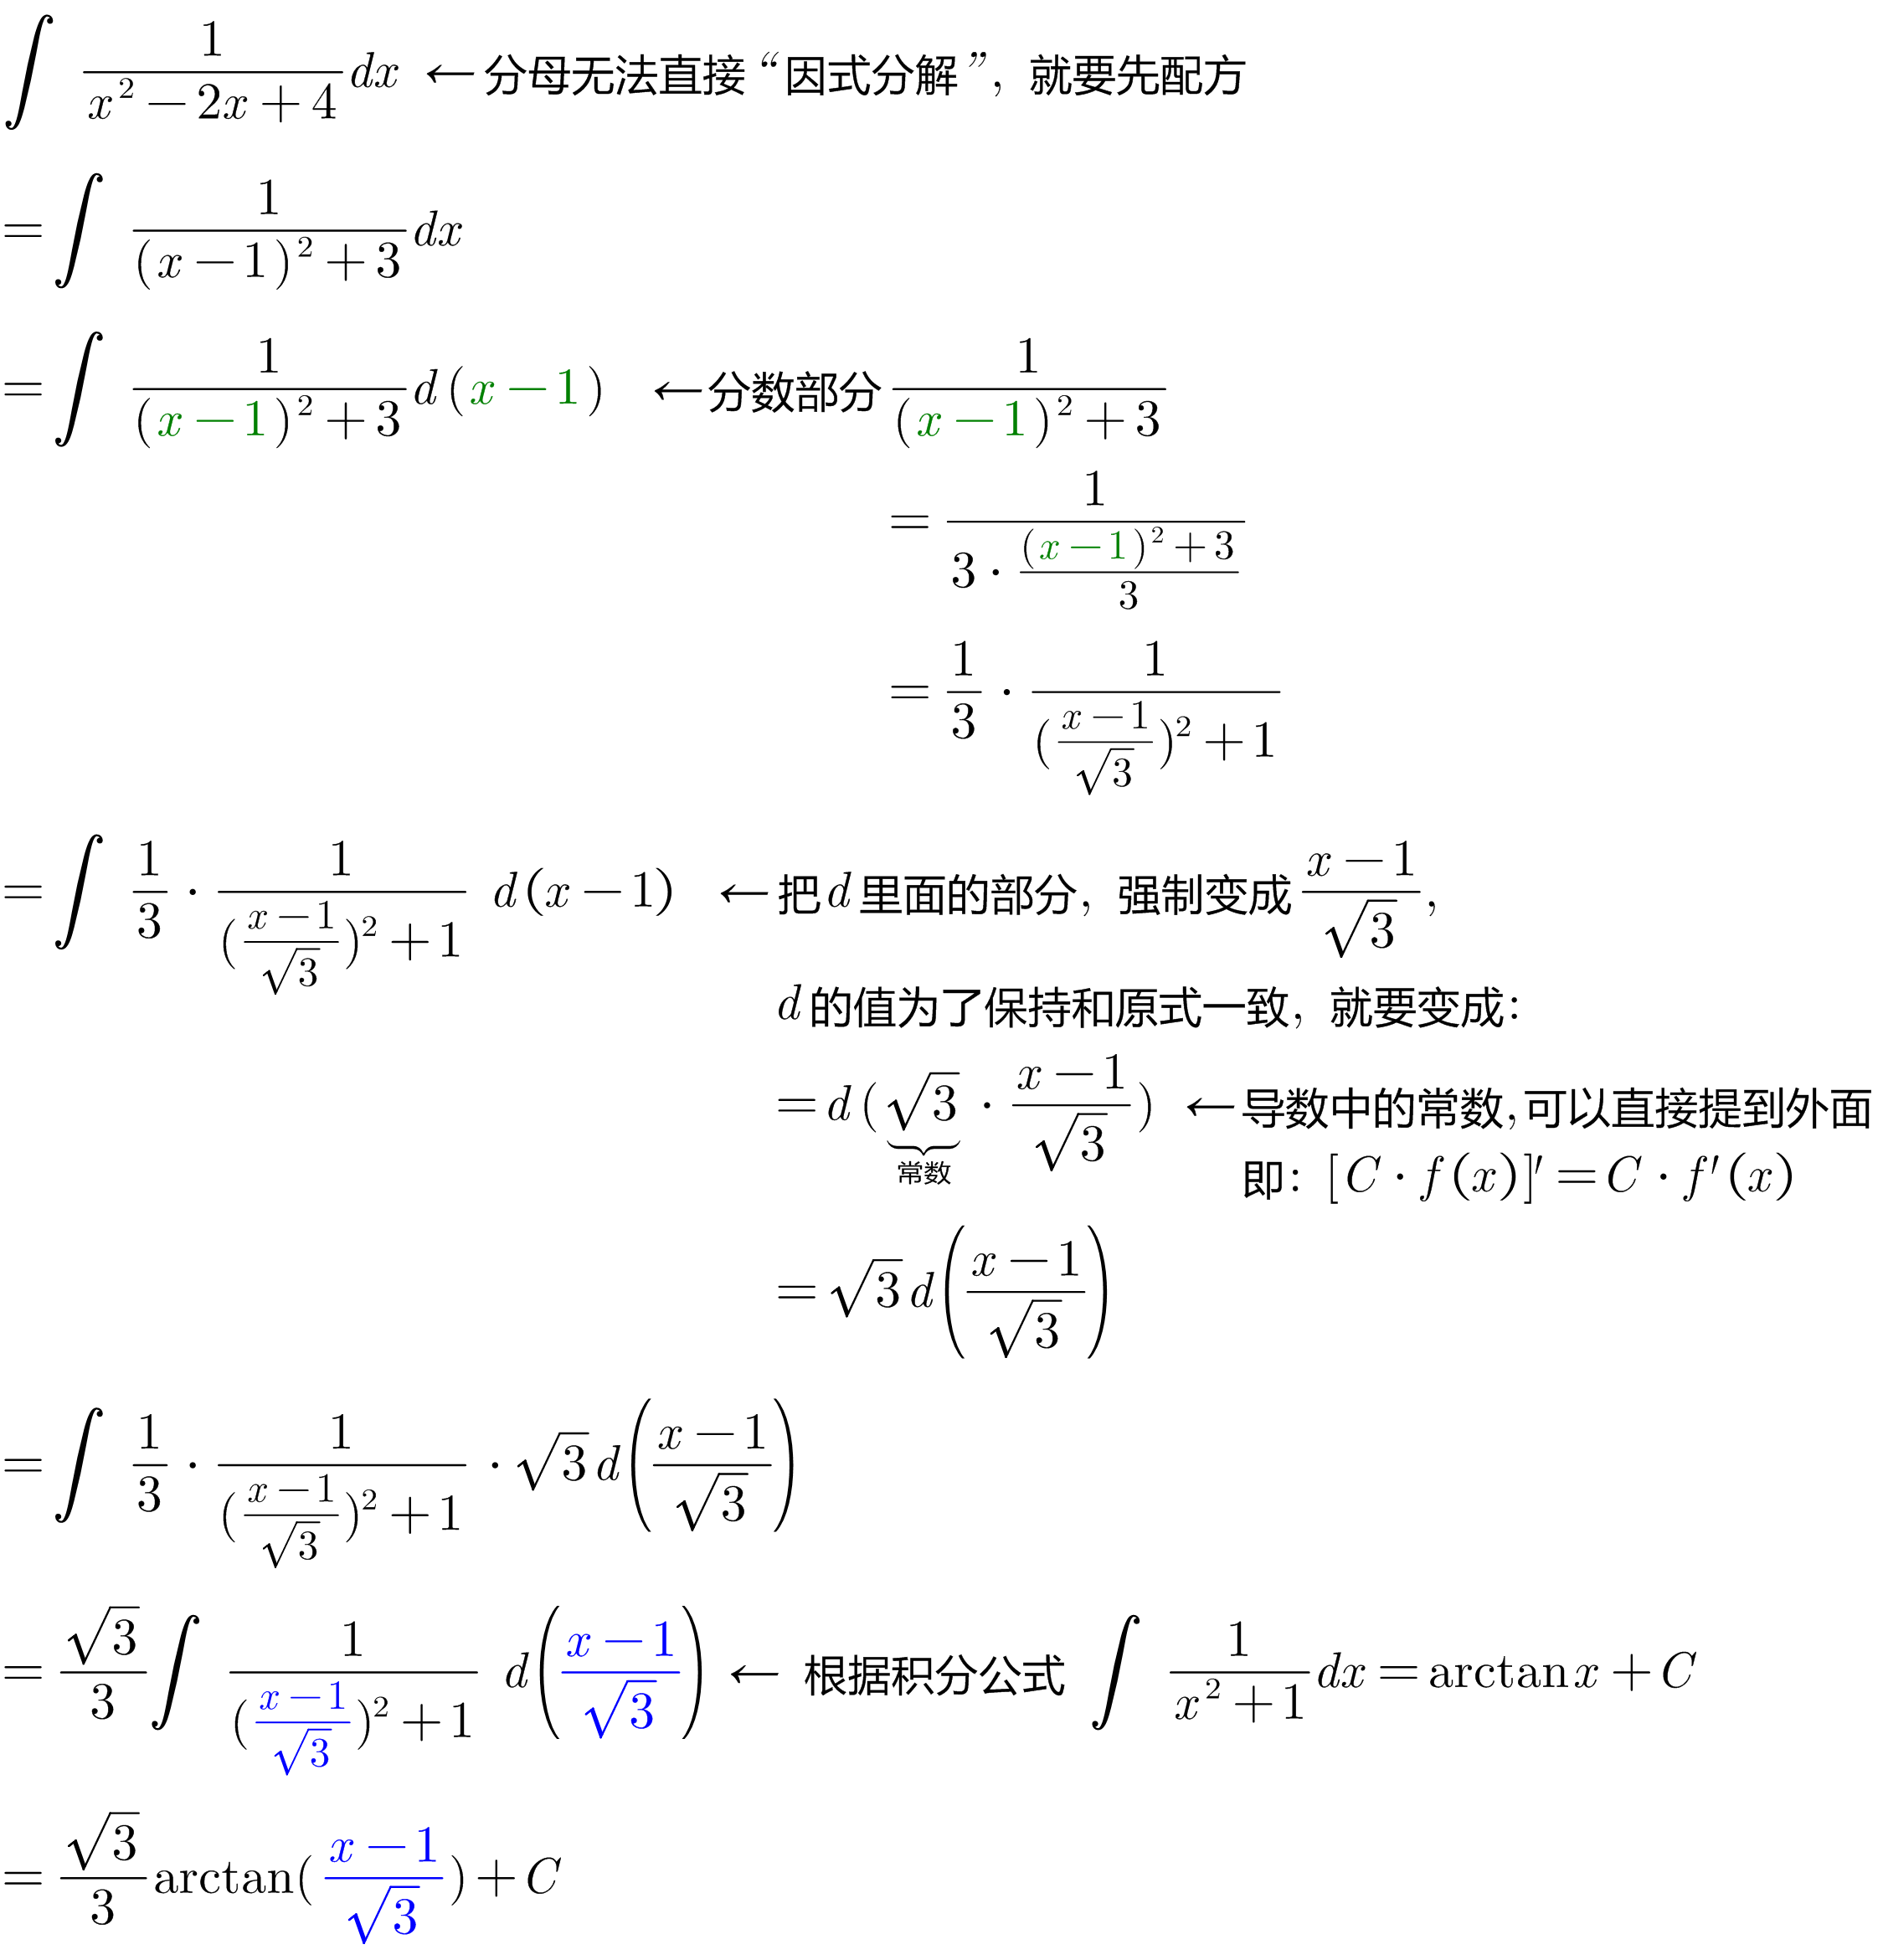 ∫ 1/(x² − 2x + 4) dx ← 分母无法直接 “因式分解”, 就要先配方
= ∫ 1/((x − 1)² + 3) dx
= ∫ 1/((x − 1)² + 3) d(x − 1) ← 分数部分 1/((x − 1)² + 3)
= 1/(3 · ((x − 1)² + 3)/3)
= 1/3 · 1/(((x − 1)/√3)² + 1)
= ∫ 1/3 · 1/(((x − 1)/√3)² + 1) d(x − 1) ← 把 d 里面的部分, 强制变成 (x − 1)/√3,
d 的值为了保持和原式一致, 就要变成:
= d(√3 · (x − 1)/√3) ← 导数中的常数, 可以直接提到外面
常数
即: [C · f(x)]′ = C · f′(x)
= √3 d((x − 1)/√3)
= ∫ 1/3 · 1/(((x − 1)/√3)² + 1) · √3 d((x − 1)/√3)
= √3/3 ∫ 1/(((x − 1)/√3)² + 1) d((x − 1)/√3) ← 根据积分公式 ∫ 1/(x² + 1) dx = arctan x + C
= √3/3 arctan((x − 1)/√3) + C